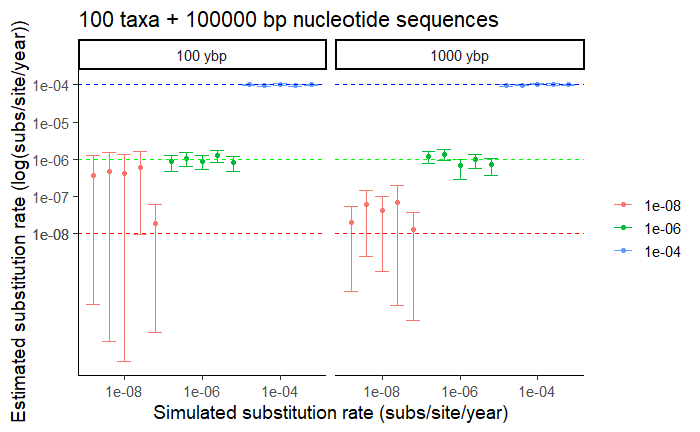 100 taxa + 100000 bp nucleotide sequences
100 ybp
1000 ybp
Estimated substitution rate (log(subs/site/year))
1e-04
1e-05
1e-06
1e-07
1e-08
1e-08
1e-06
1e-04
1e-08
1e-06
1e-04
Simulated substitution rate (subs/site/year)
1e-08
1e-06
1e-04